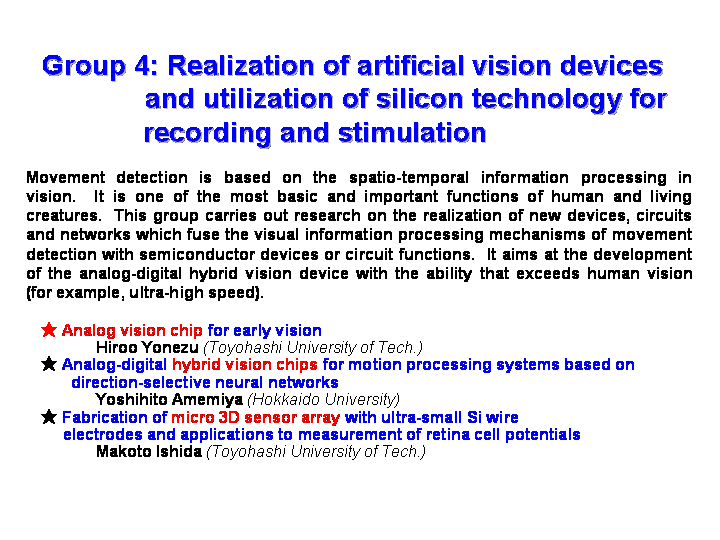 Group 4: Realization of artificial vision devices
and utilization of silicon technology for
recording and stimulation
Movement detection is based on the spatio-temporal information processing in
vision. It is one of the most basic and important functions of human and living
creatures. This group carries out research on the realization of new devices, circuits
and networks which fuse the visual information processing mechanisms of movement
detection with semiconductor devices or circuit functions. It aims at the development
of the analog-digital hybrid vision device with the ability that exceeds human vision
(for example, ultra-high speed).
★ Analog vision chip for early vision
Hiroo Yonezu (Toyohashi University of Tech.)
★ Analog-digital hybrid vision chips for motion processing systems based on
direction-selective neural networks
Yoshihito Amemiya (Hokkaido University)
★ Fabrication of micro 3D sensor array with ultra-small Si wire
electrodes and applications to measurement of retina cell potentials
Makoto Ishida (Toyohashi University of Tech.)